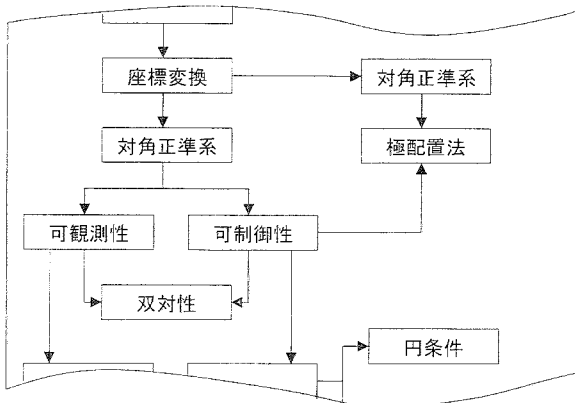 座標変換
対角正準系
対角正準系
極配置法
可観測性
可制御性
双対性
円条件